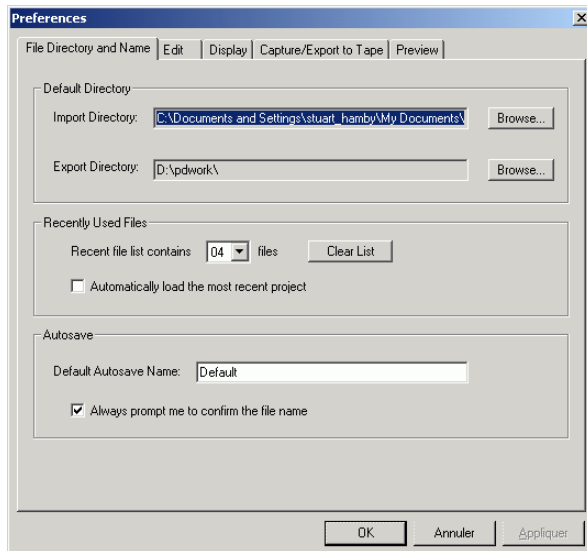 Preferences
File Directory and Name Edit Display Capture/Export to Tape Preview
Default Directory
Import Directory: C:\Documents and Settings\stuart_hamby\My Documents\ Browse...
Export Directory: D:\pdwork\ Browse...
Recently Used Files
Recent file list contains 04 files Clear List
Automatically load the most recent project
Autosave
Default Autosave Name: Default
Always prompt me to confirm the file name
OK Annuler Appliquer